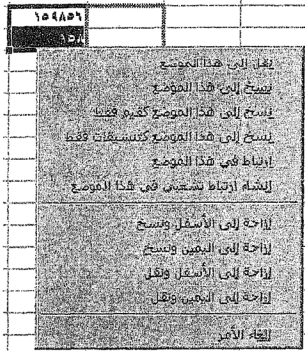 ١٥٩٨٥٦
١٥٨
نقل إلى هذا الموضع
نسخ إلى هذا الموضع
نسخ إلى هذا الموضع كقيم فقط
نسخ إلى هذا الموضع كتنسيقات فقط
ارتباط في هذا الموضع
إنشاء ارتباط تشعبي في هذا الموضع
إزاحة إلى الأسفل ونسخ
إزاحة إلى اليمين ونسخ
إزاحة إلى الأسفل ونقل
إزاحة إلى اليمين ونقل
إلغاء الأمر